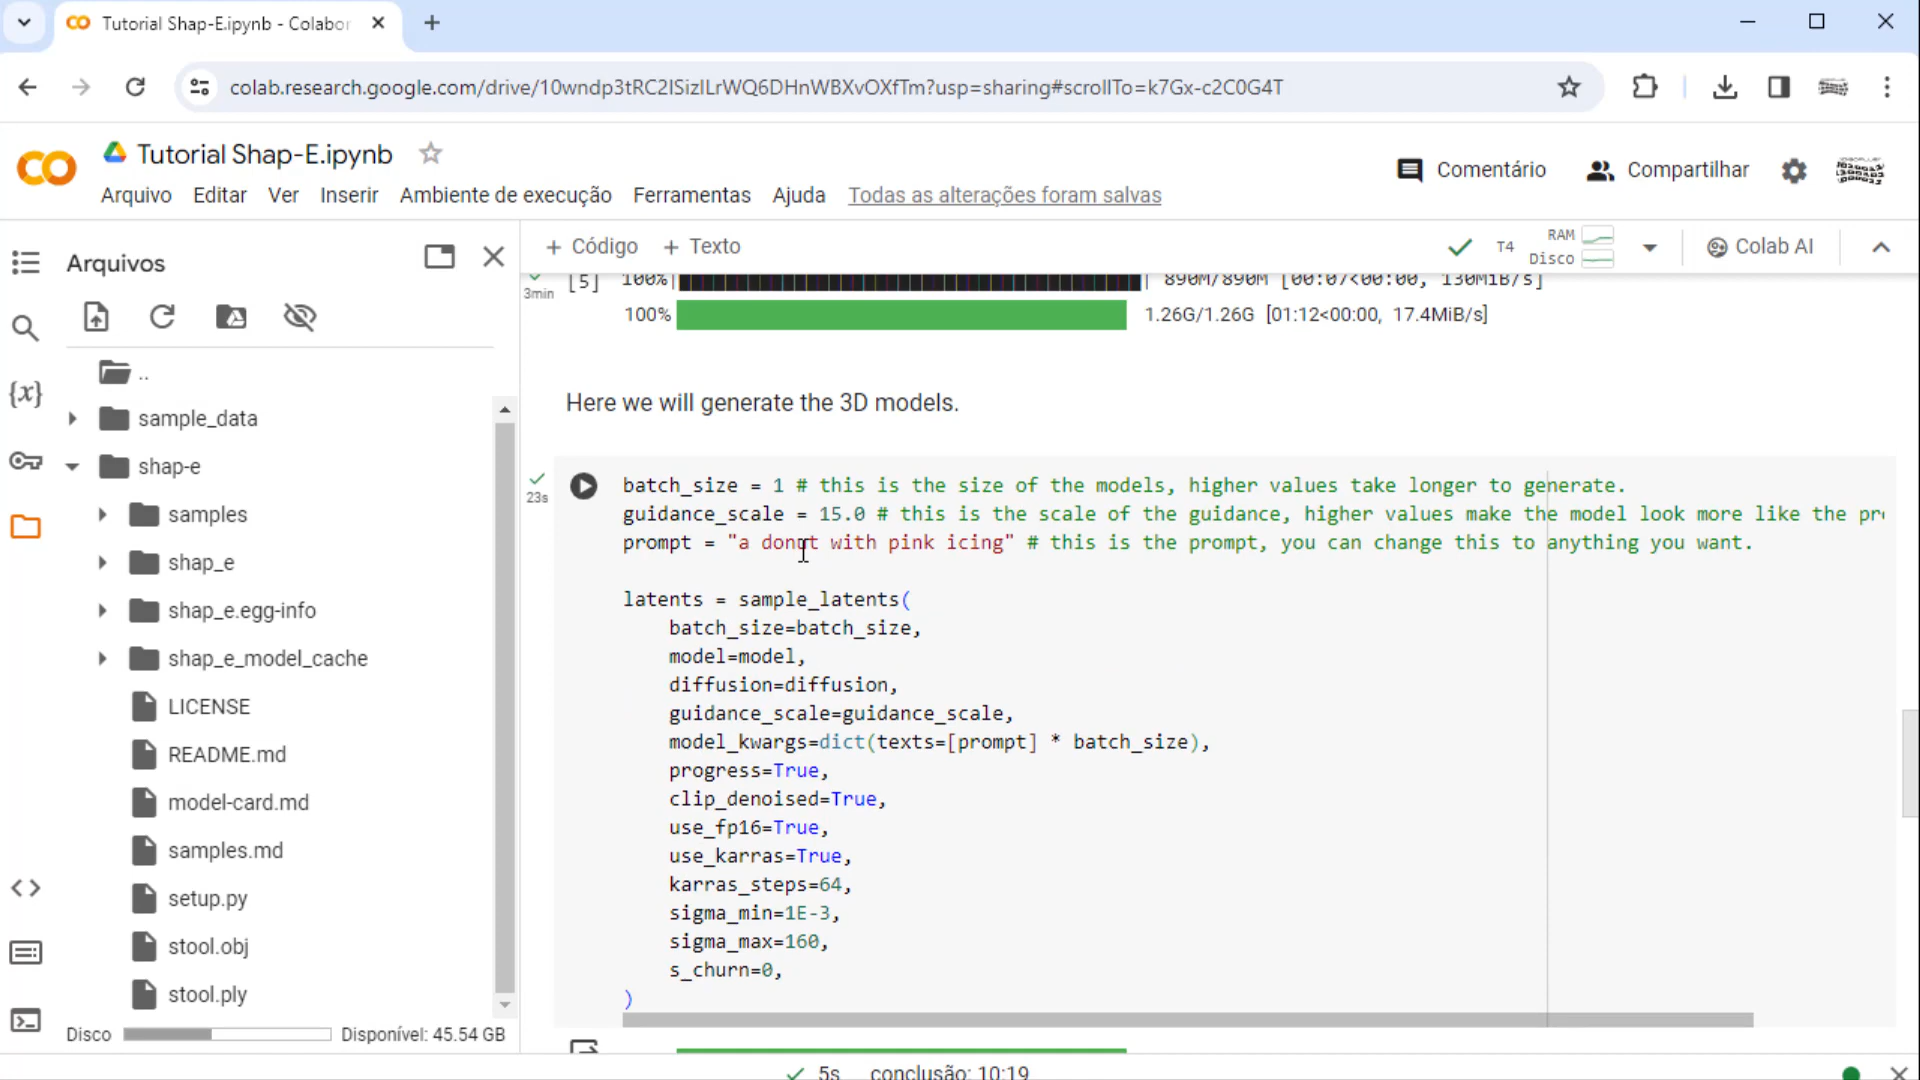 Tutorial Shap-E.ipynb - Colabor
colab.research.google.com/drive/10wndp3tRC2lSizlLrWQ6DHnWBXvOXfTm?usp=sharing#scrollTo=k7Gx-c2C0G4T
Tutorial Shap-E.ipynb
Comentário
Compartilhar
Arquivo Editar Ver Inserir Ambiente de execução Ferramentas Ajuda Todas as alterações foram salvas
Arquivos
+ Código + Texto
T4
RAM
Disco
Colab AI
3min
[5] 100% 890M/890M [00:07<00:00, 130MiB/s]
100% 1.26G/1.26G [01:12<00:00, 17.4MiB/s]
{x}
..
sample_data
shap-e
samples
shap_e
shap_e.egg-info
shap_e_model_cache
LICENSE
README.md
model-card.md
samples.md
setup.py
stool.obj
stool.ply
Disco Disponível: 45.54 GB
Here we will generate the 3D models.
23s
batch_size = 1 # this is the size of the models, higher values take longer to generate.
guidance_scale = 15.0 # this is the scale of the guidance, higher values make the model look more like the pr
prompt = "a donut with pink icing" # this is the prompt, you can change this to anything you want.
latents = sample_latents(
batch_size=batch_size,
model=model,
diffusion=diffusion,
guidance_scale=guidance_scale,
model_kwargs=dict(texts=[prompt] * batch_size),
progress=True,
clip_denoised=True,
use_fp16=True,
use_karras=True,
karras_steps=64,
sigma_min=1E-3,
sigma_max=160,
s_churn=0,
)
5s conclusão: 10:19